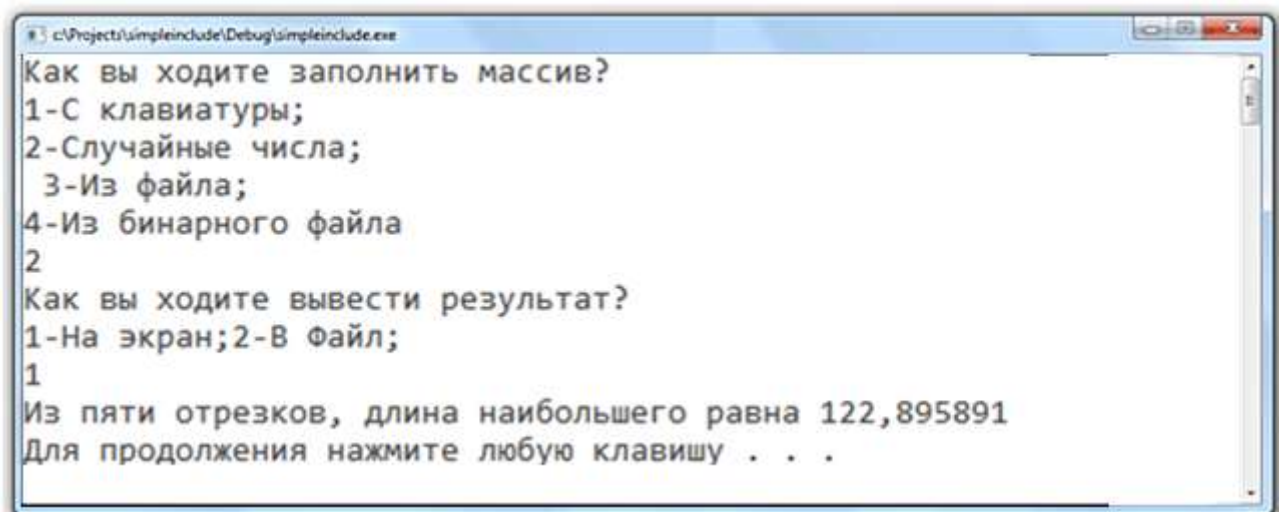 c:\Projects\simpleinclude\Debug\simpleinclude.exe
Как вы ходите заполнить массив?
1-С клавиатуры;
2-Случайные числа;
3-Из файла;
4-Из бинарного файла
2
Как вы ходите вывести результат?
1-На экран;2-В Файл;
1
Из пяти отрезков, длина наибольшего равна 122,895891
Для продолжения нажмите любую клавишу . . .